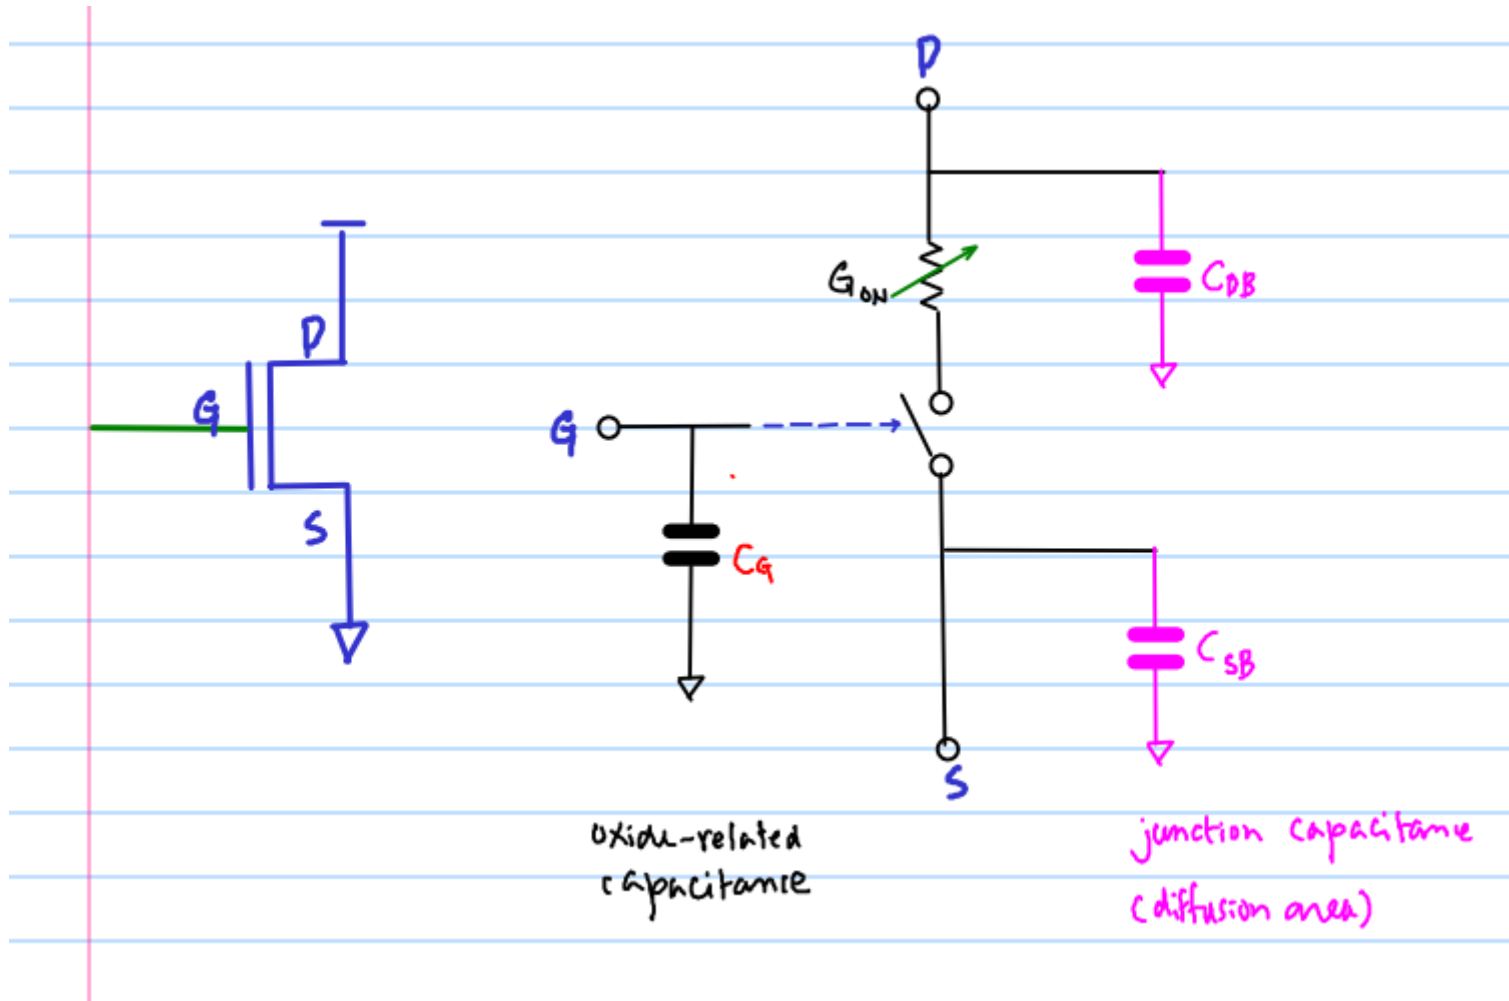 D
G
S
D
G_ON
C_DB
G
C_G
C_SB
S
oxide-related
capacitance
junction capacitance
(diffusion area)